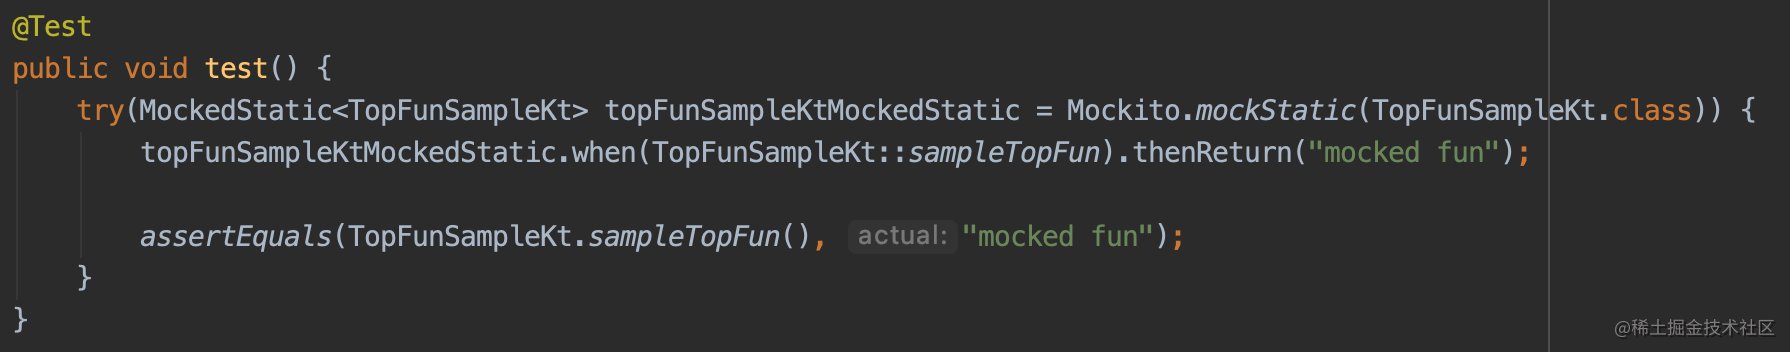 @Test
public void test() {
    try(MockedStatic<TopFunSampleKt> topFunSampleKtMockedStatic = Mockito.mockStatic(TopFunSampleKt.class)) {
        topFunSampleKtMockedStatic.when(TopFunSampleKt::sampleTopFun).thenReturn("mocked fun");

        assertEquals(TopFunSampleKt.sampleTopFun(), actual: "mocked fun");
    }
}
@稀土掘金技术社区